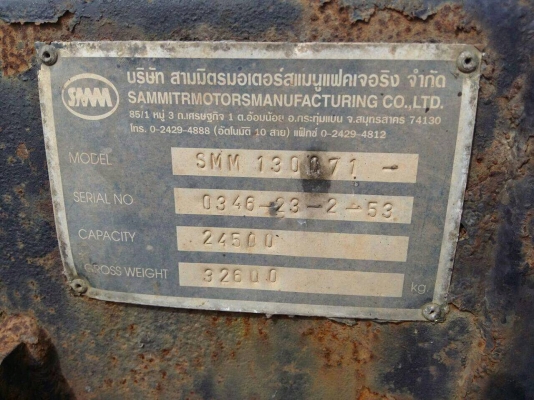 SMM
บริษัท สามมิตรมอเตอร์สแมนูแฟคเจอริง จำกัด
SAMMITRMOTORSMANUFACTURING CO.,LTD.
85/1 หมู่ 3 ถ.เศรษฐกิจ 1 ต.อ้อมน้อย อ.กระทุ่มแบน จ.สมุทรสาคร 74130
โทร. 0-2429-4888 (อัตโนมัติ 10 สาย) แฟ็กซ์ 0-2429-4812
MODEL SMM 130071 -
SERIAL NO 0346-23-2-53
CAPACITY 24500
GROSS WEIGHT 32600 kg